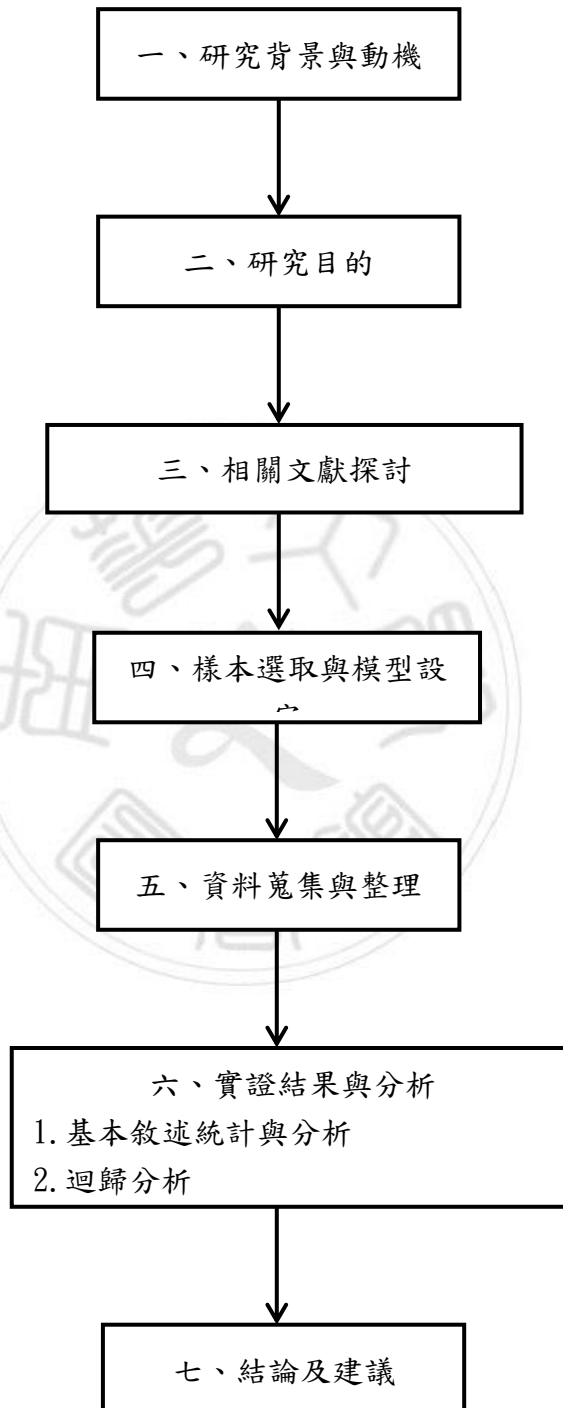 一、研究背景與動機
二、研究目的
三、相關文獻探討
四、樣本選取與模型設
五、資料蒐集與整理
六、實證結果與分析
1.基本敘述統計與分析
2.迴歸分析
七、結論及建議